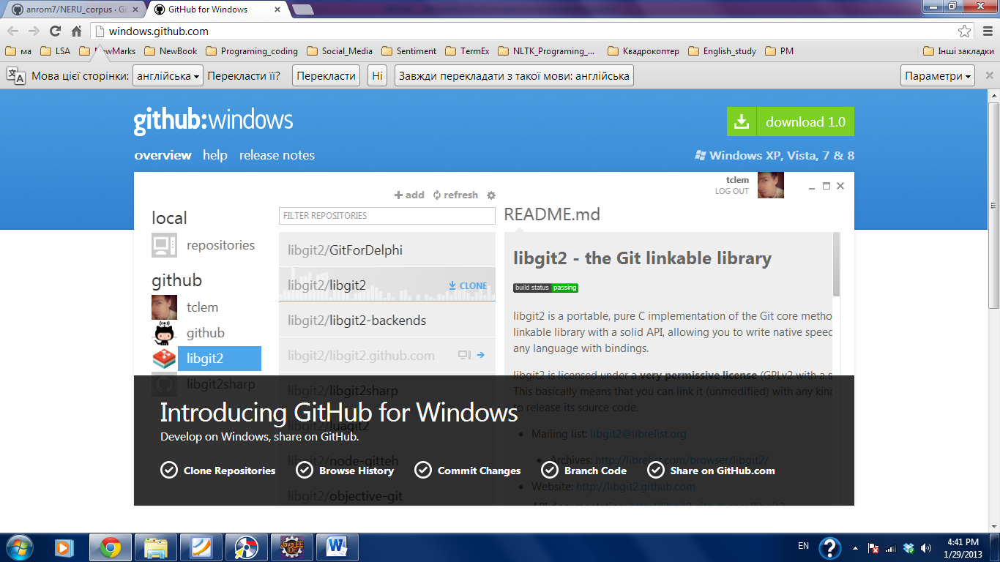 anrom7/NERU_corpus · Gi
GitHub for Windows
windows.github.com
ма
LSA
NewMarks
NewBook
Programing_coding
Social_Media
Sentiment
TermEx
NLTK_Programing_...
Квадрокоптер
English_study
PM
Інші закладки
Мова цієї сторінки:
англійська
Перекласти її?
Перекласти
Ні
Завжди перекладати з такої мови: англійська
Параметри
github:windows
download 1.0
overview
help
release notes
Windows XP, Vista, 7 & 8
tclem
LOG OUT
add
refresh
local
repositories
github
tclem
github
libgit2
libgit2sharp
FILTER REPOSITORIES
libgit2/GitForDelphi
libgit2/libgit2
CLONE
libgit2/libgit2-backends
libgit2/libgit2.github.com
libgit2/libgit2sharp
libgit2/luagit2
libgit2/node-gitteh
libgit2/objective-git
README.md
libgit2 - the Git linkable library
build status passing
libgit2 is a portable, pure C implementation of the Git core metho
linkable library with a solid API, allowing you to write native speed
any language with bindings.
libgit2 is licensed under a very permissive license (GPLv2 with a s
This basically means that you can link it (unmodified) with any kind
to release its source code.
Mailing list: libgit2@librelist.org
Archives: http://librelist.com/browser/libgit2/
Website: http://libgit2.github.com
API documentation: http://libgit2.github.com/libgit2
Introducing GitHub for Windows
Develop on Windows, share on GitHub.
Clone Repositories
Browse History
Commit Changes
Branch Code
Share on GitHub.com
Java EE
IDE
EN
4:41 PM
1/29/2013